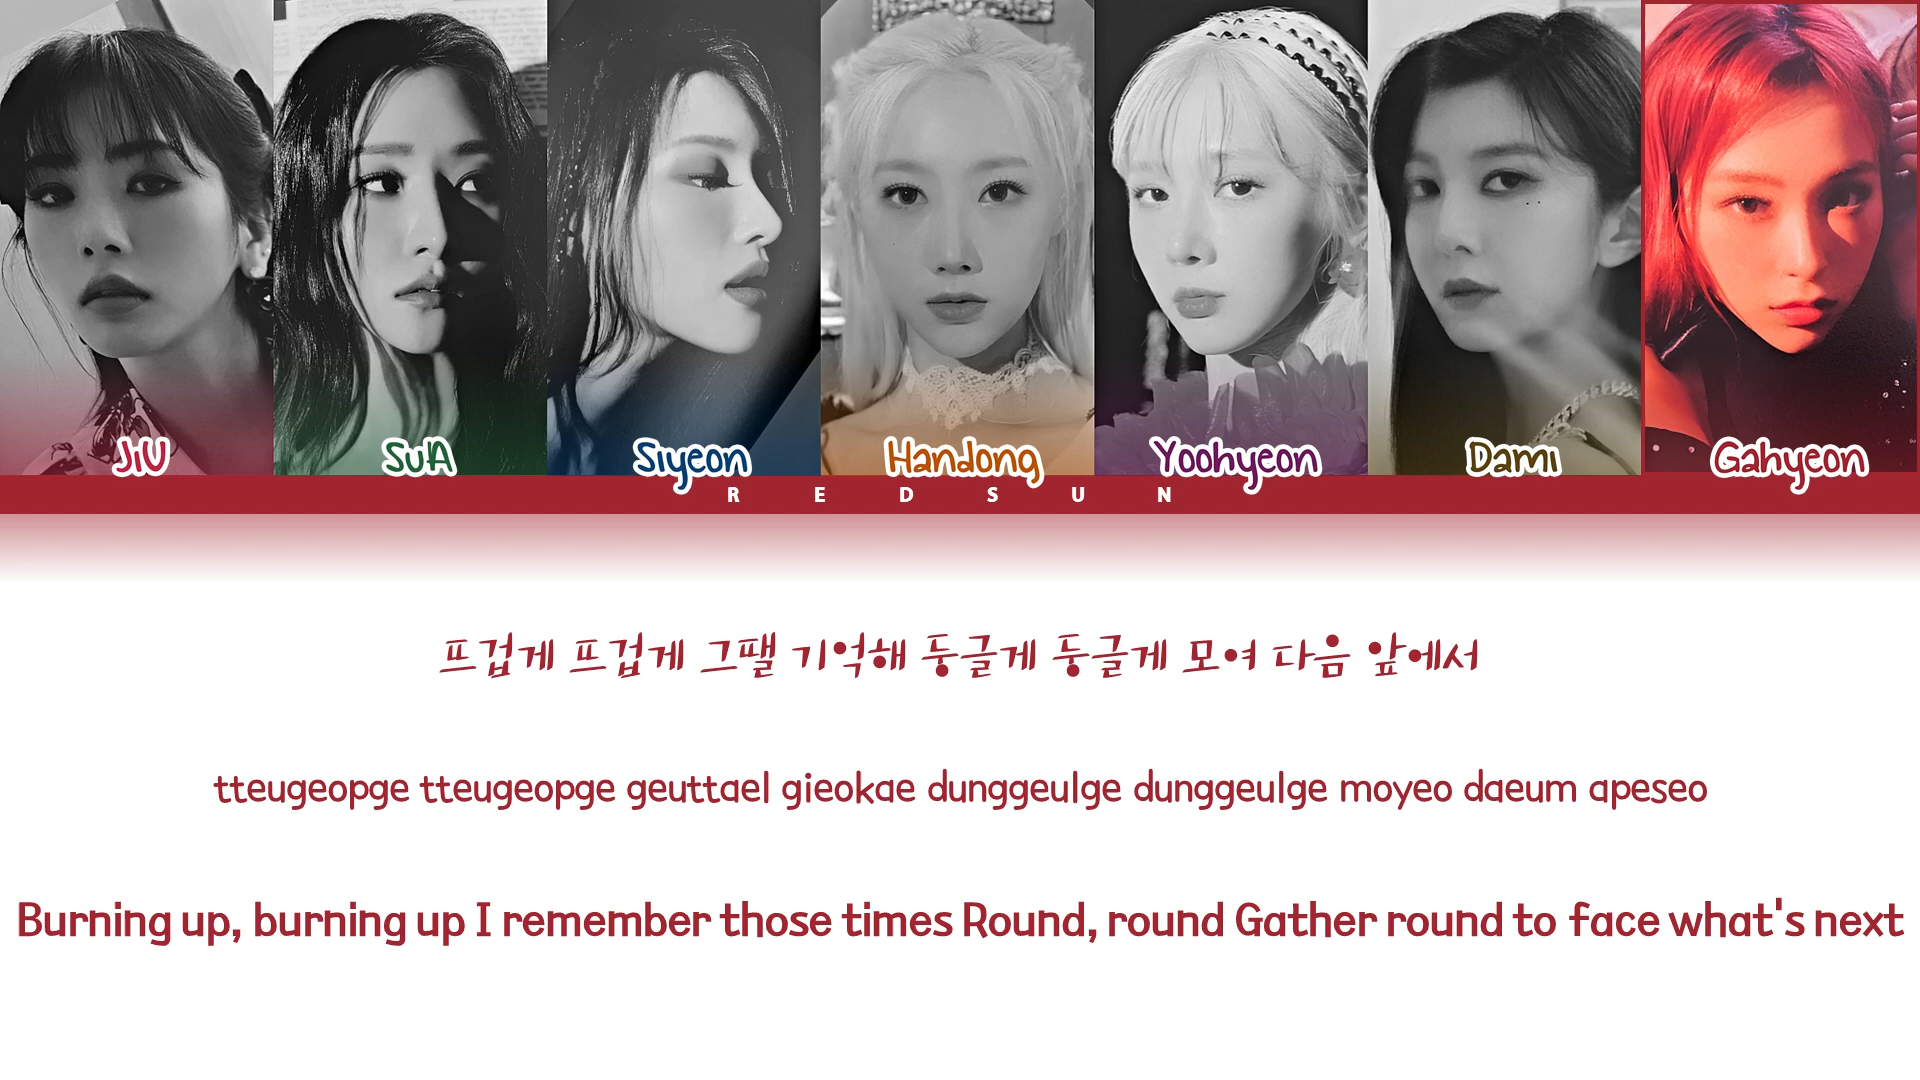 JiU SuA Siyeon Handong Yoohyeon Dami Gahyeon
REDSUN
뜨겁게 뜨겁게 그땔 기억해 둥글게 둥글게 모여 다음 앞에서
tteugeopge tteugeopge geuttael gieokae dunggeulge dunggeulge moyeo daeum apeseo
Burning up, burning up I remember those times Round, round Gather round to face what's next